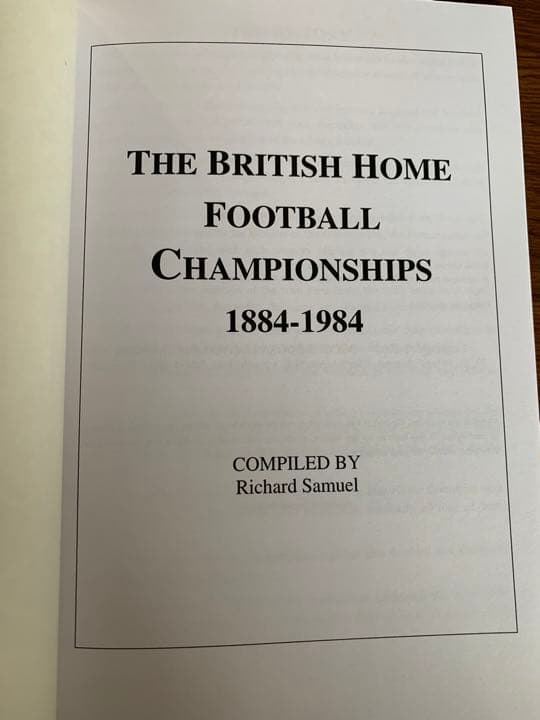 THE BRITISH HOME
FOOTBALL
CHAMPIONSHIPS
1884-1984
COMPILED BY
Richard Samuel